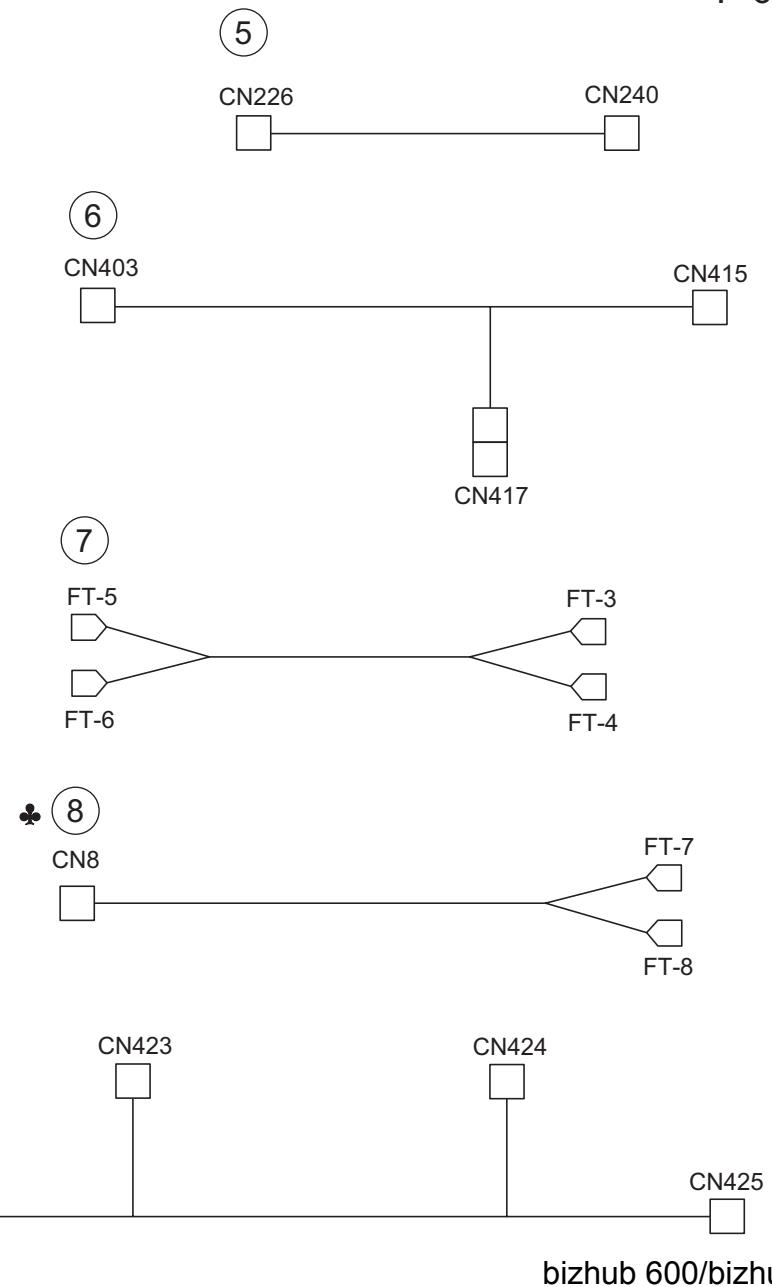 5
CN226
CN240
6
CN403
CN415
CN417
7
FT-5
FT-3
FT-6
FT-4
♣ 8
CN8
FT-7
FT-8
CN423
CN424
CN425
bizhub 600/bizhu